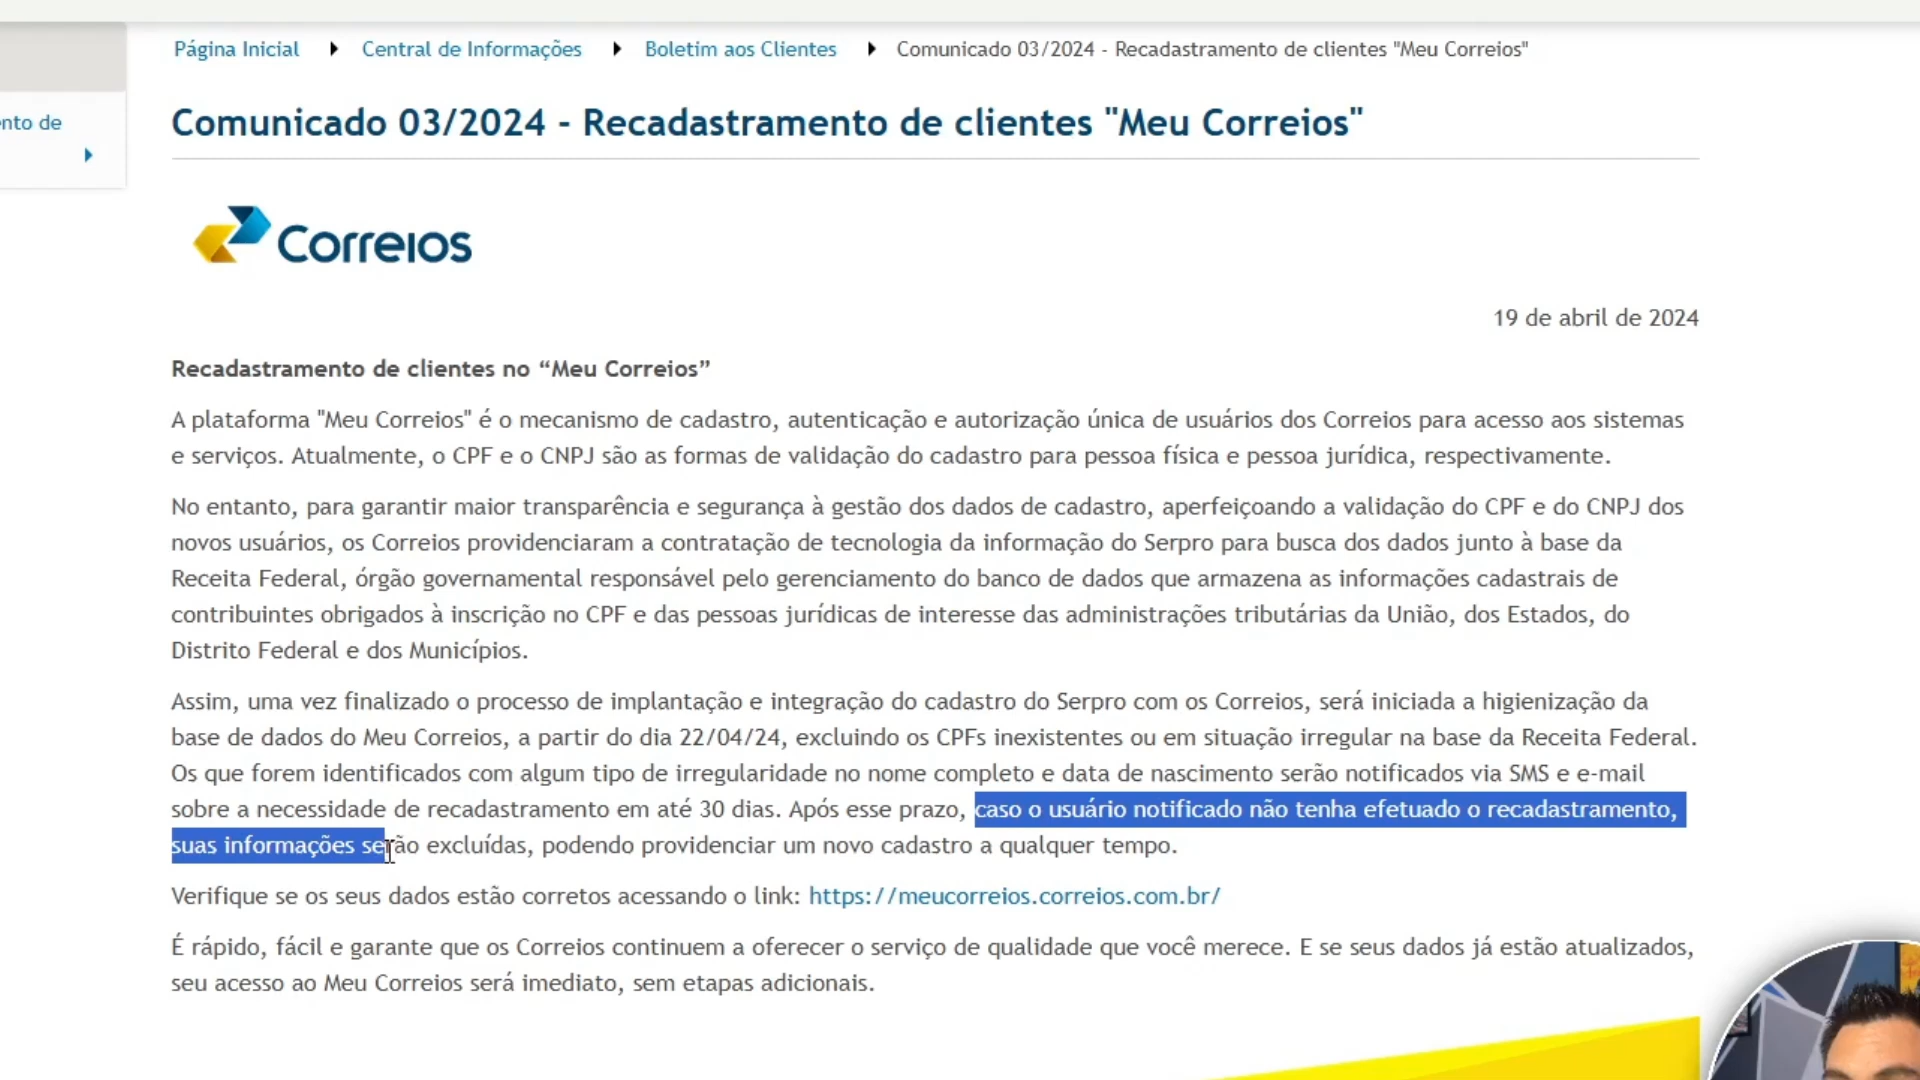 Página Inicial Central de Informações Boletim aos Clientes Comunicado 03/2024 - Recadastramento de clientes "Meu Correios"
nto de
Comunicado 03/2024 - Recadastramento de clientes "Meu Correios"
Correios
19 de abril de 2024
Recadastramento de clientes no “Meu Correios”
A plataforma "Meu Correios" é o mecanismo de cadastro, autenticação e autorização única de usuários dos Correios para acesso aos sistemas
e serviços. Atualmente, o CPF e o CNPJ são as formas de validação do cadastro para pessoa física e pessoa jurídica, respectivamente.
No entanto, para garantir maior transparência e segurança à gestão dos dados de cadastro, aperfeiçoando a validação do CPF e do CNPJ dos
novos usuários, os Correios providenciaram a contratação de tecnologia da informação do Serpro para busca dos dados junto à base da
Receita Federal, órgão governamental responsável pelo gerenciamento do banco de dados que armazena as informações cadastrais de
contribuintes obrigados à inscrição no CPF e das pessoas jurídicas de interesse das administrações tributárias da União, dos Estados, do
Distrito Federal e dos Municípios.
Assim, uma vez finalizado o processo de implantação e integração do cadastro do Serpro com os Correios, será iniciada a higienização da
base de dados do Meu Correios, a partir do dia 22/04/24, excluindo os CPFs inexistentes ou em situação irregular na base da Receita Federal.
Os que forem identificados com algum tipo de irregularidade no nome completo e data de nascimento serão notificados via SMS e e-mail
sobre a necessidade de recadastramento em até 30 dias. Após esse prazo, caso o usuário notificado não tenha efetuado o recadastramento,
suas informações serão excluídas, podendo providenciar um novo cadastro a qualquer tempo.
Verifique se os seus dados estão corretos acessando o link: https://meucorreios.correios.com.br/
É rápido, fácil e garante que os Correios continuem a oferecer o serviço de qualidade que você merece. E se seus dados já estão atualizados,
seu acesso ao Meu Correios será imediato, sem etapas adicionais.